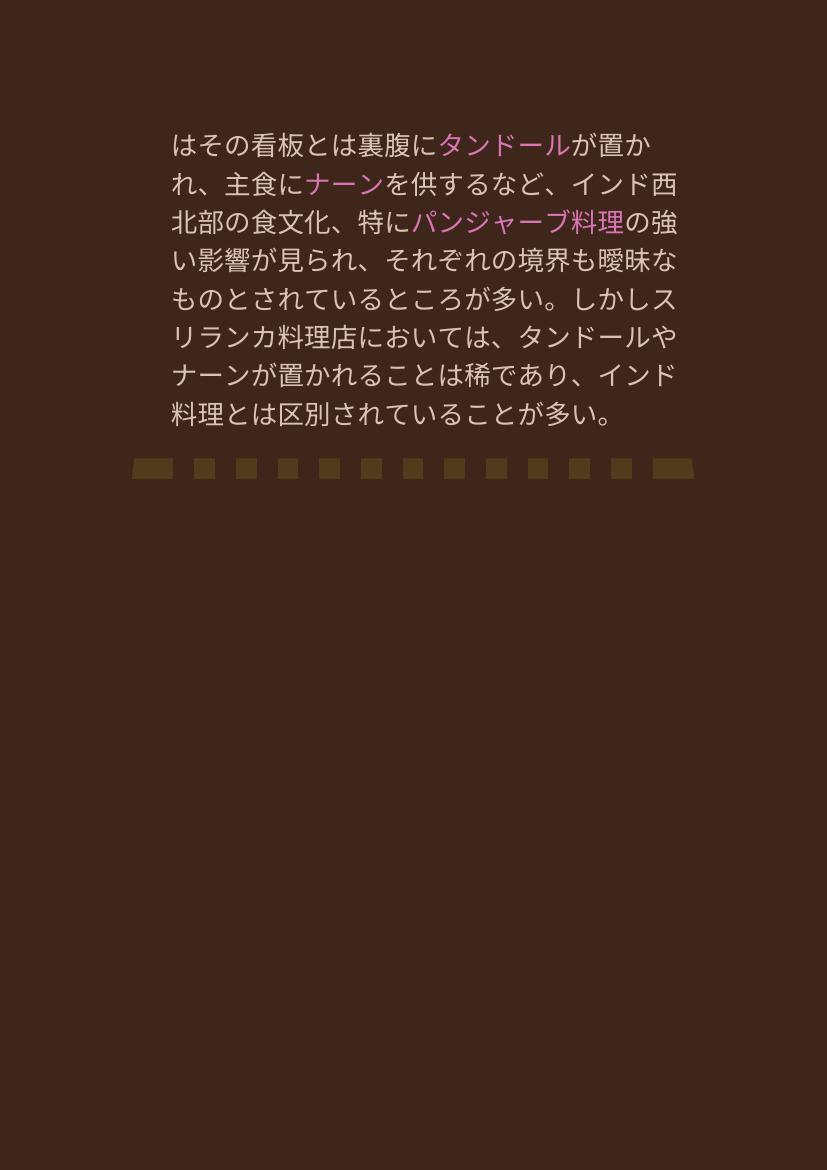 はその看板とは裏腹にタンドールが置か
れ、主食にナーンを供するなど、インド西
北部の食文化、特にパンジャーブ料理の強
い影響が見られ、それぞれの境界も曖昧な
ものとされているところが多い。しかしス
リランカ料理店においては、タンドールや
ナーンが置かれることは稀であり、インド
料理とは区別されていることが多い。